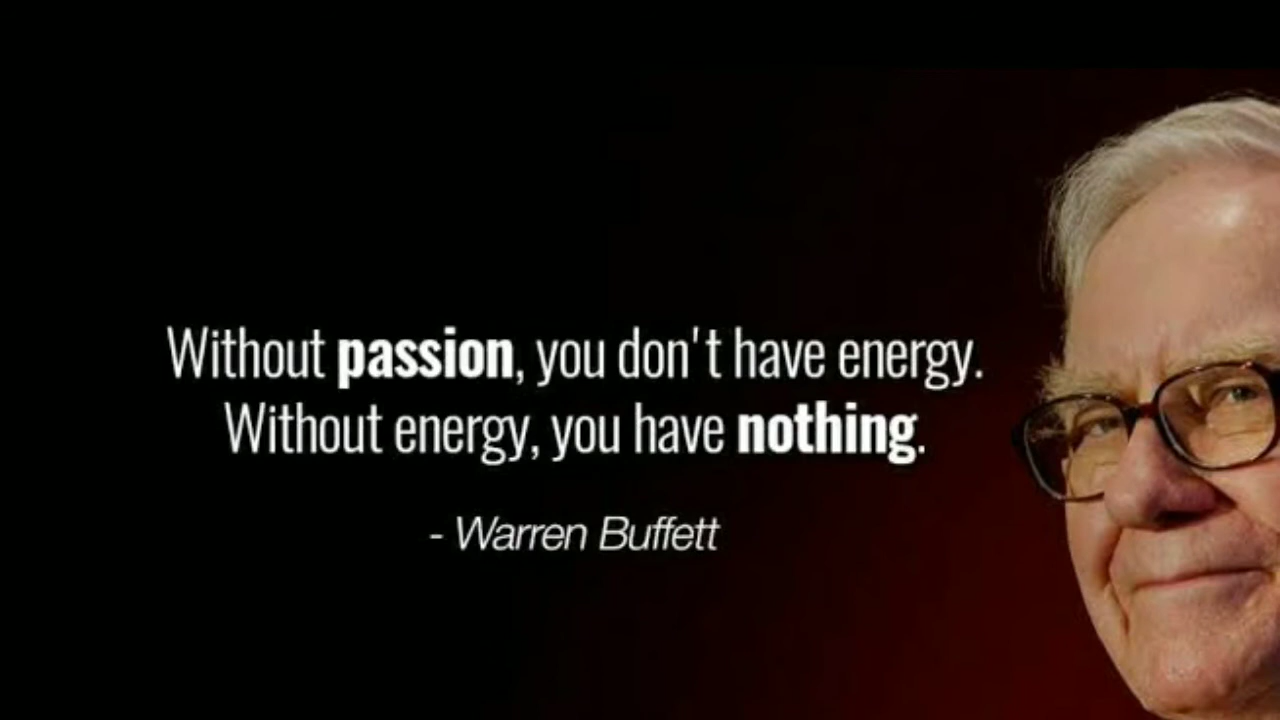 Without passion, you don't have energy.
Without energy, you have nothing.
- Warren Buffett